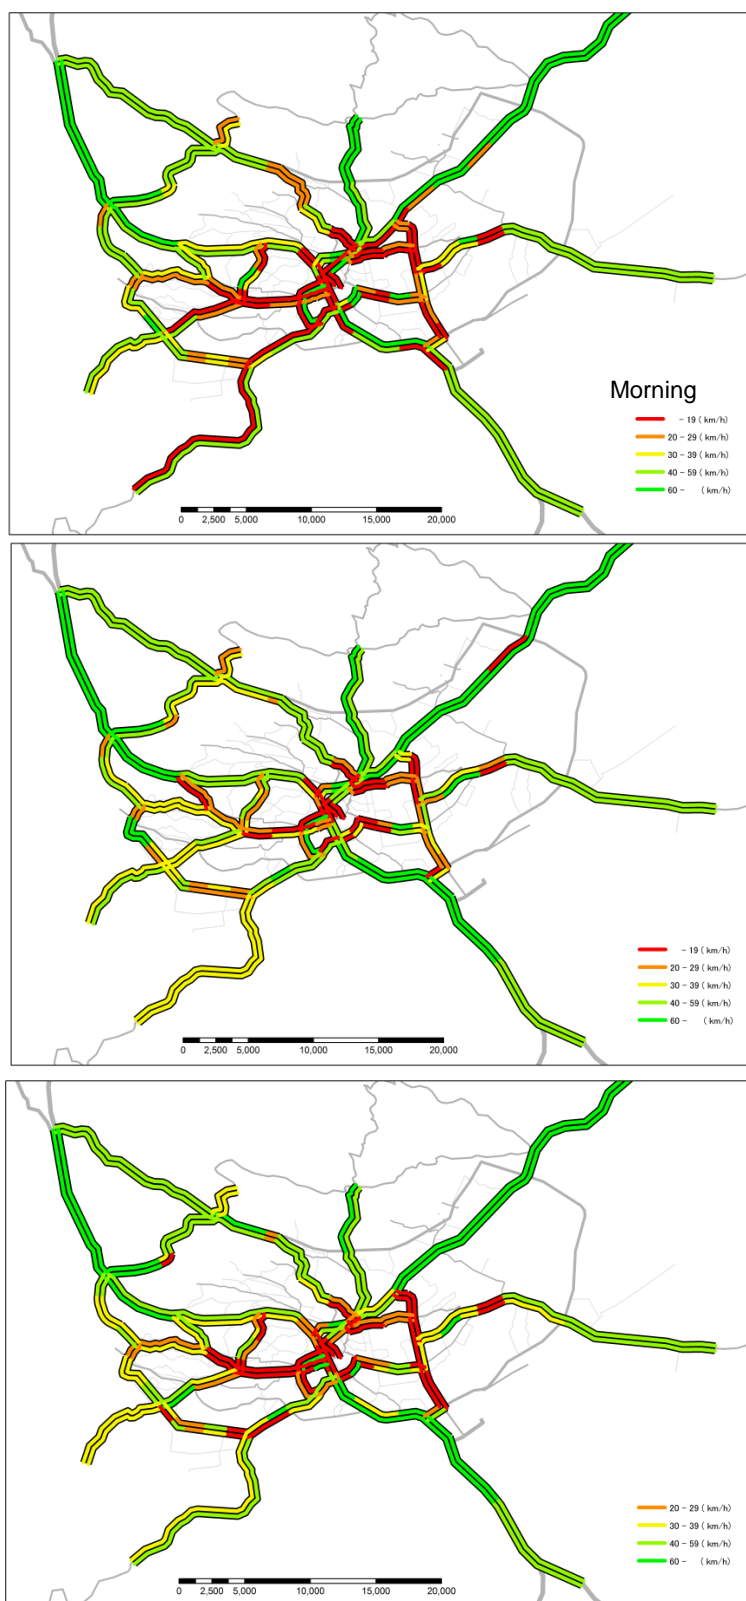 Morning
- 19 ( km/h)
20 - 29 ( km/h)
30 - 39 ( km/h)
40 - 59 ( km/h)
60 - ( km/h)
0 2,500 5,000 10,000 15,000 20,000
- 19 ( km/h)
20 - 29 ( km/h)
30 - 39 ( km/h)
40 - 59 ( km/h)
60 - ( km/h)
0 2,500 5,000 10,000 15,000 20,000
20 - 29 ( km/h)
30 - 39 ( km/h)
40 - 59 ( km/h)
60 - ( km/h)
0 2,500 5,000 10,000 15,000 20,000